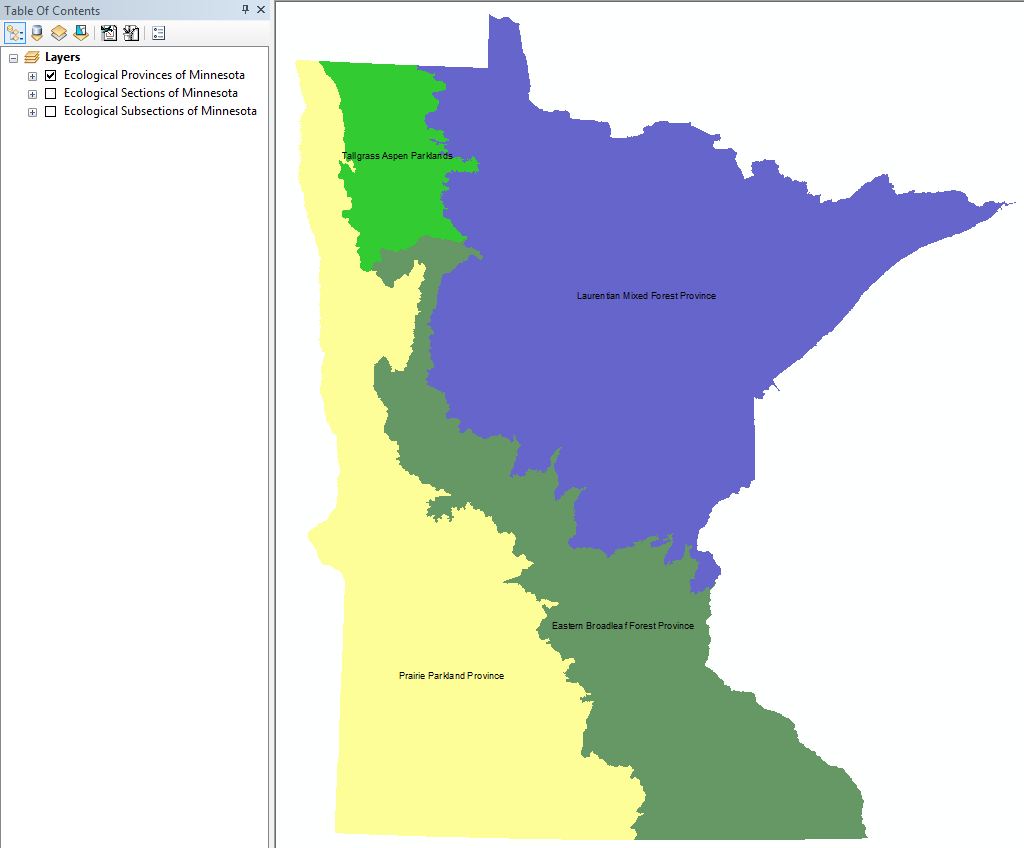 Table Of Contents
Layers
Ecological Provinces of Minnesota
Ecological Sections of Minnesota
Ecological Subsections of Minnesota
Tallgrass Aspen Parklands
Laurentian Mixed Forest Province
Eastern Broadleaf Forest Province
Prairie Parkland Province